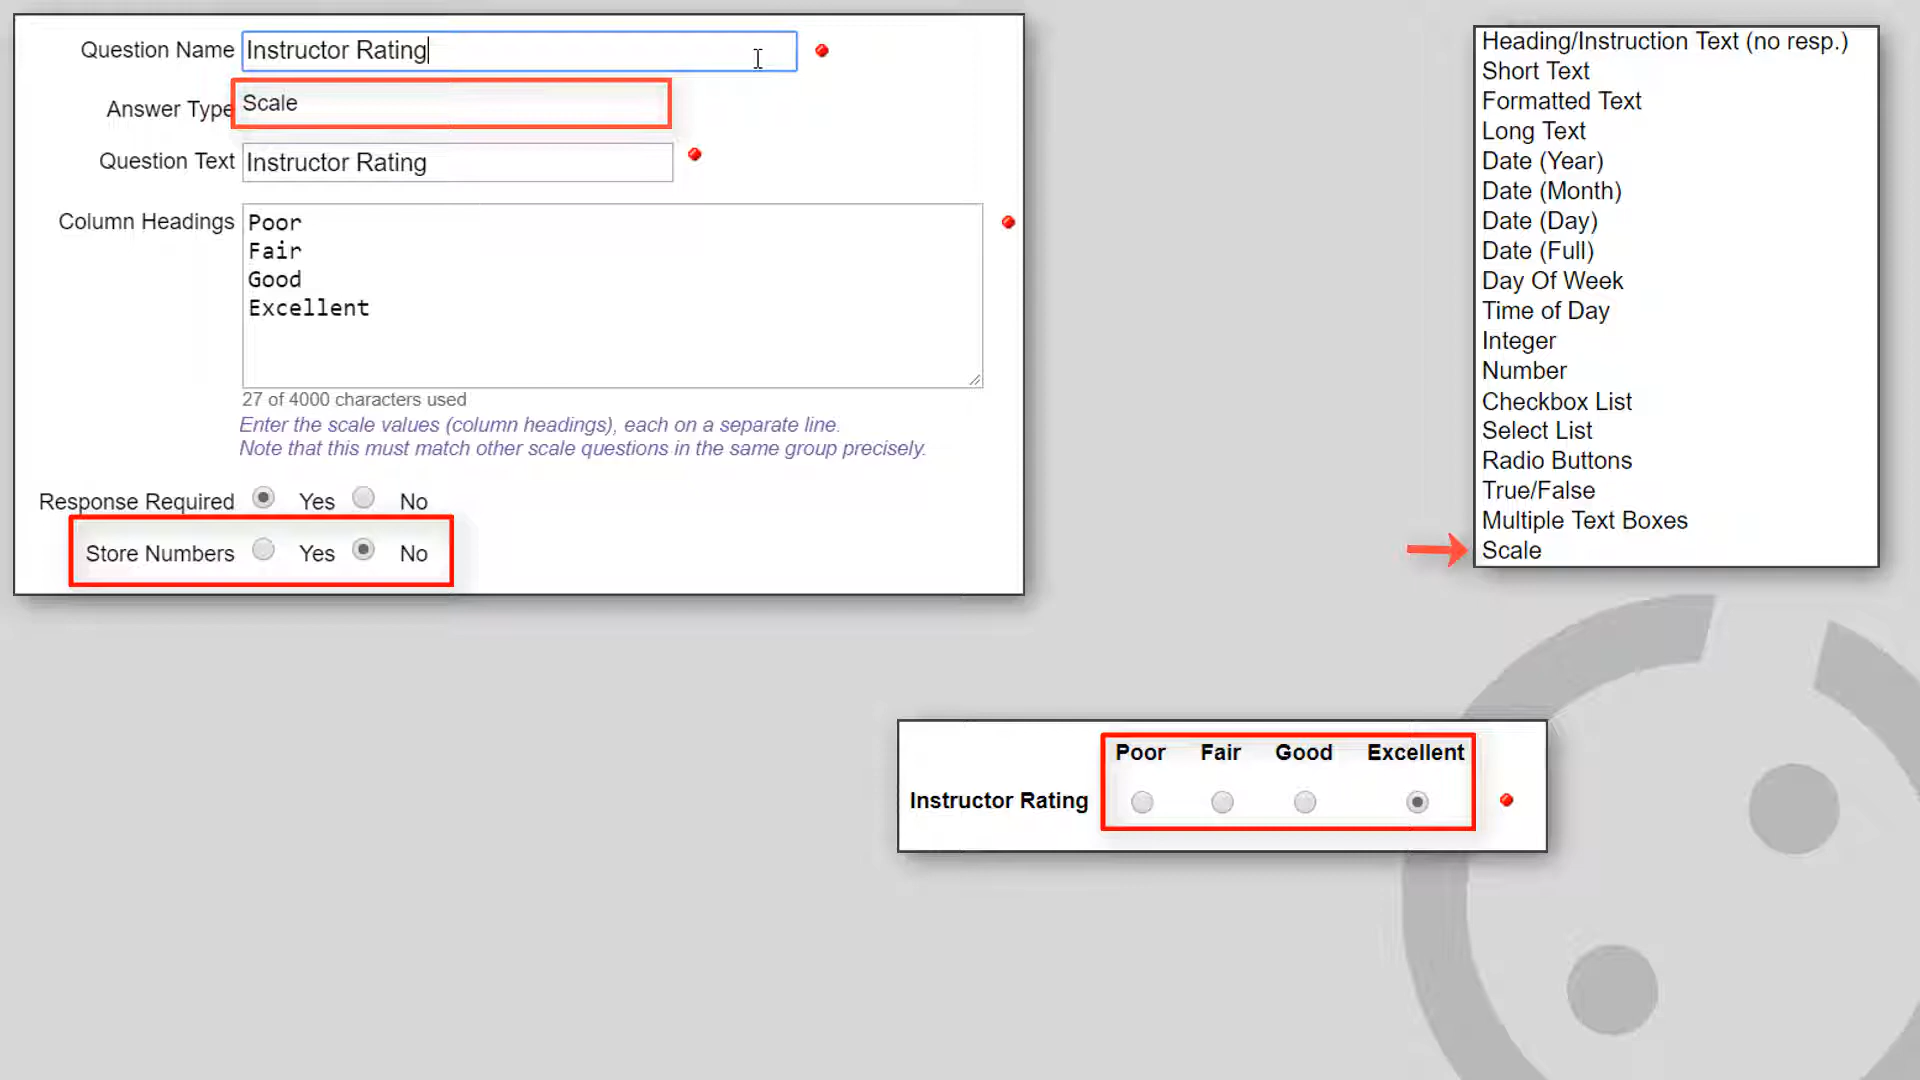 Question Name Instructor Rating
Answer Type Scale
Question Text Instructor Rating
Column Headings Poor
Fair
Good
Excellent
27 of 4000 characters used
Enter the scale values (column headings), each on a separate line.
Note that this must match other scale questions in the same group precisely.
Response Required Yes No
Store Numbers Yes No
Heading/Instruction Text (no resp.)
Short Text
Formatted Text
Long Text
Date (Year)
Date (Month)
Date (Day)
Date (Full)
Day Of Week
Time of Day
Integer
Number
Checkbox List
Select List
Radio Buttons
True/False
Multiple Text Boxes
Scale
Poor Fair Good Excellent
Instructor Rating